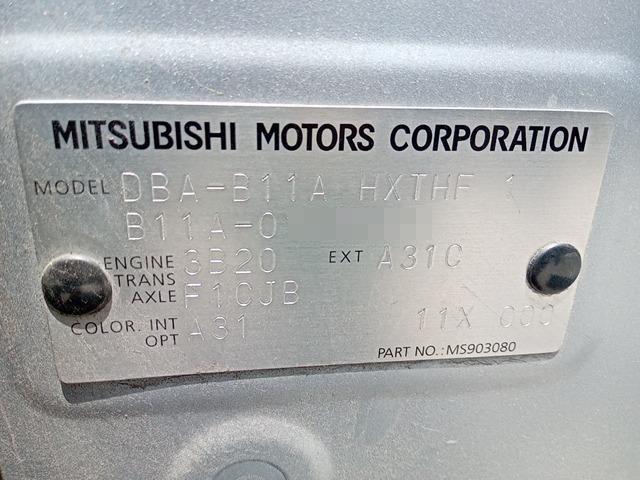 MITSUBISHI MOTORS CORPORATION
MODEL DBA-B11A HXTHF 1
B11A-0
ENGINE 3B20 EXT A31C
TRANS AXLE F1CJB
COLOR. INT A31 11X 000
OPT
PART NO.: MS903080